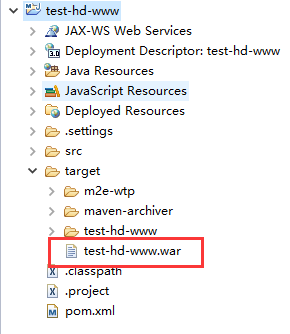 test-hd-www
JAX-WS Web Services
Deployment Descriptor: test-hd-www
Java Resources
JavaScript Resources
Deployed Resources
.settings
src
target
m2e-wtp
maven-archiver
test-hd-www
test-hd-www.war
.classpath
.project
pom.xml